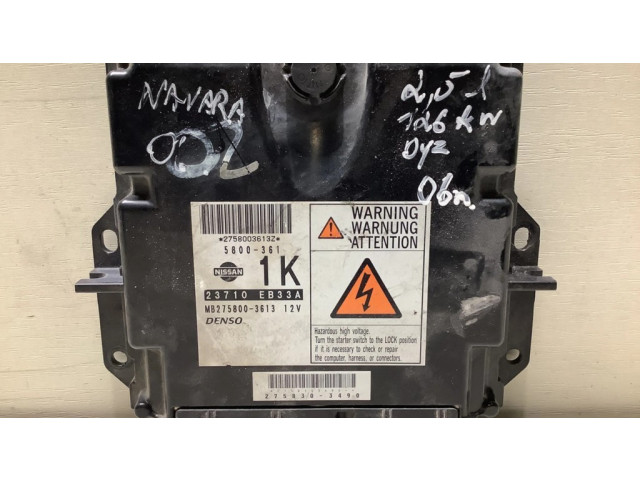 NAVARA
02
2,5 l
126 kW
Dyz
06m.
*2758003613Z*
5800-361
NISSAN
1K
23710 EB33A
MB275800-3613 12V
DENSO
WARNING
WARNUNG
ATTENTION
Hazardous high voltage.
Turn the starter switch to the LOCK position
if it is necessary to check or repair
the computer, harness, or connectors.
275830-3490